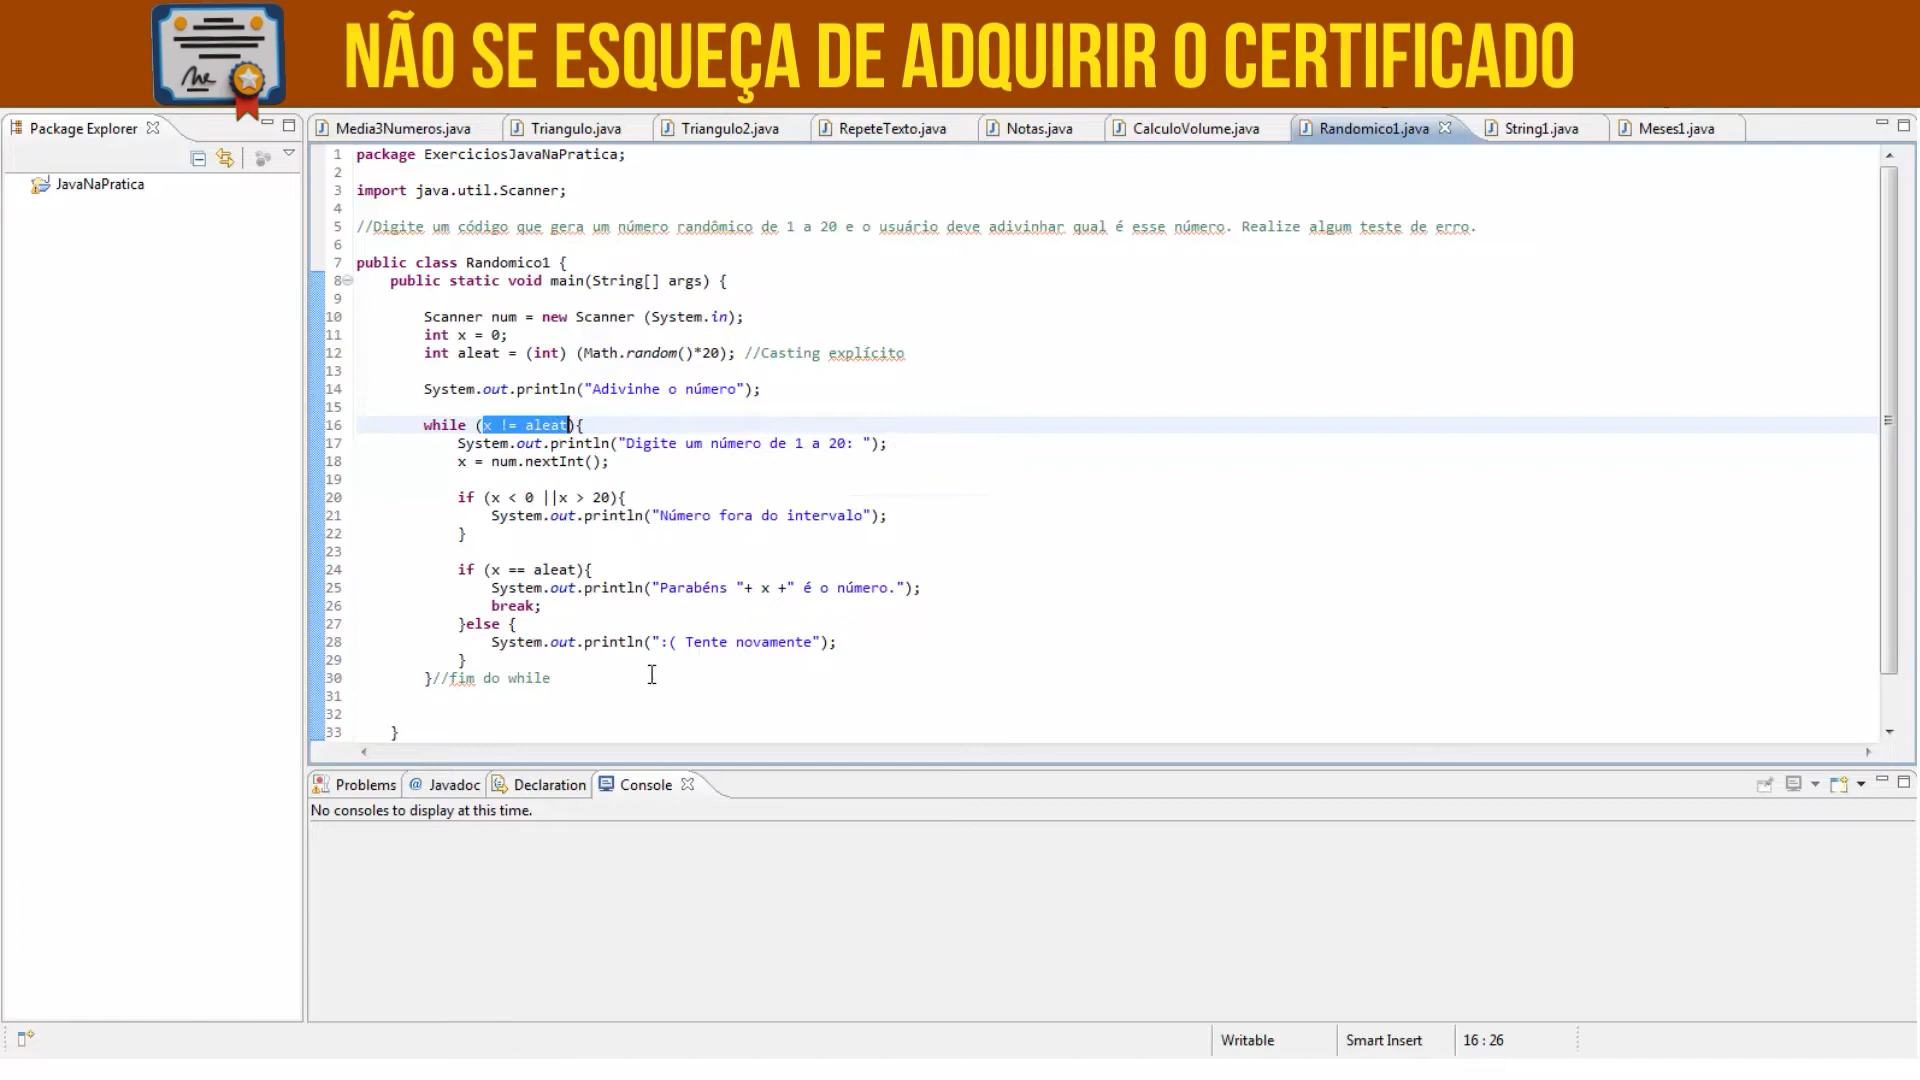 NÃO SE ESQUEÇA DE ADQUIRIR O CERTIFICADO
Package Explorer
JavaNaPratica
Media3Numeros.java Triangulo.java Triangulo2.java RepeteTexto.java Notas.java CalculoVolume.java Randomico1.java String1.java Meses1.java
1 package ExerciciosJavaNaPratica;
2
3 import java.util.Scanner;
4
5 //Digite um código que gera um número randômico de 1 a 20 e o usuário deve adivinhar qual é esse número. Realize algum teste de erro.
6
7 public class Randomico1 {
8 public static void main(String[] args) {
9
10 Scanner num = new Scanner (System.in);
11 int x = 0;
12 int aleat = (int) (Math.random()*20); //Casting explícito
13
14 System.out.println("Adivinhe o número");
15
16 while (x != aleat){
17 System.out.println("Digite um número de 1 a 20: ");
18 x = num.nextInt();
19
20 if (x < 0 ||x > 20){
21 System.out.println("Número fora do intervalo");
22 }
23
24 if (x == aleat){
25 System.out.println("Parabéns "+ x +" é o número.");
26 break;
27 }else {
28 System.out.println(":( Tente novamente");
29 }
30 }//fim do while
31
32
33 }
Problems Javadoc Declaration Console
No consoles to display at this time.
Writable Smart Insert 16 : 26